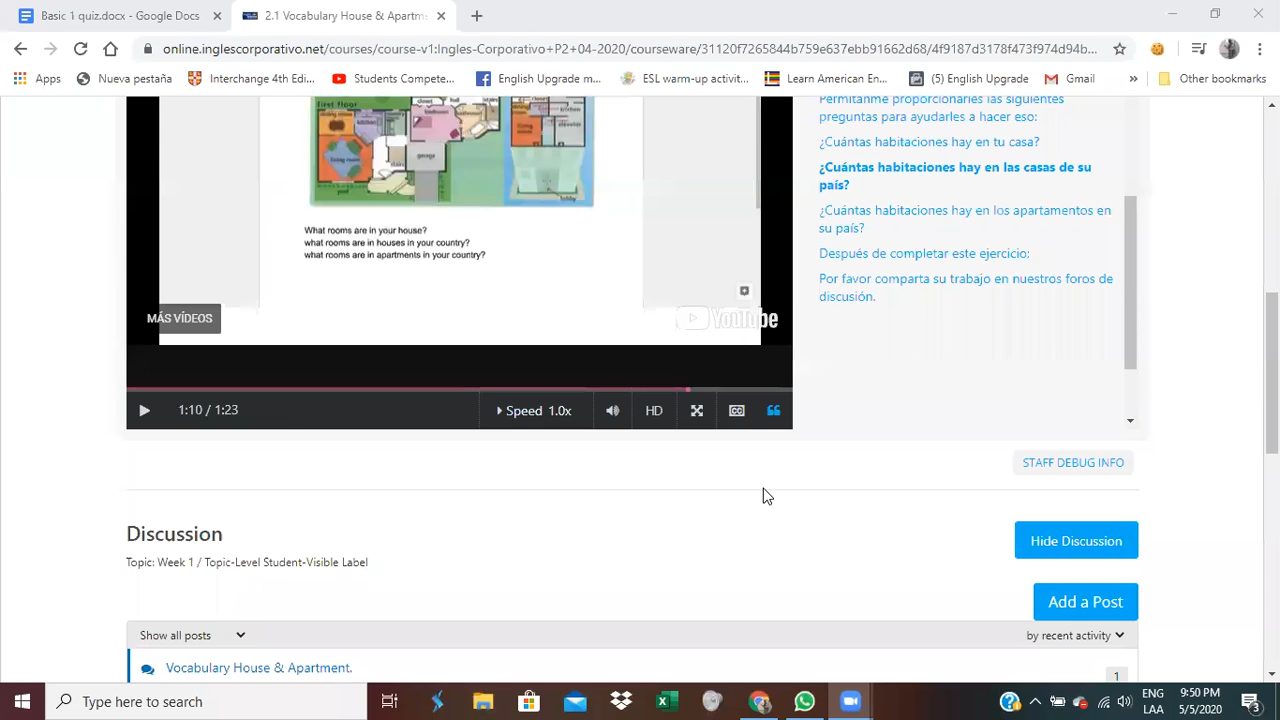 Basic 1 quiz.docx - Google Docs
2.1 Vocabulary House & Apartm
online.inglescorporativo.net/courses/course-v1:Ingles-Corporativo+P2+04-2020/courseware/31120f7265844b759e637ebb91662d68/4f9187d3178f473f974d94b...
Apps
Nueva pestaña
Interchange 4th Edi...
Students Compete...
English Upgrade m...
ESL warm-up activit...
Learn American En...
(5) English Upgrade
Gmail
»
Other bookmarks
first floor
living room
garage
kitchen
What rooms are in your house?
what rooms are in houses in your country?
what rooms are in apartments in your country?
MÁS VÍDEOS
YouTube
1:10 / 1:23
Speed 1.0x
HD
Permítanme proporcionarles las siguientes
preguntas para ayudarles a hacer eso:
¿Cuántas habitaciones hay en tu casa?
¿Cuántas habitaciones hay en las casas de su
país?
¿Cuántas habitaciones hay en los apartamentos en
su país?
Después de completar este ejercicio;
Por favor comparta su trabajo en nuestros foros de
discusión.
STAFF DEBUG INFO
Discussion
Hide Discussion
Topic: Week 1 / Topic-Level Student-Visible Label
Add a Post
Show all posts
by recent activity
Vocabulary House & Apartment.
1
Type here to search
ENG
LAA
9:50 PM
5/5/2020
3